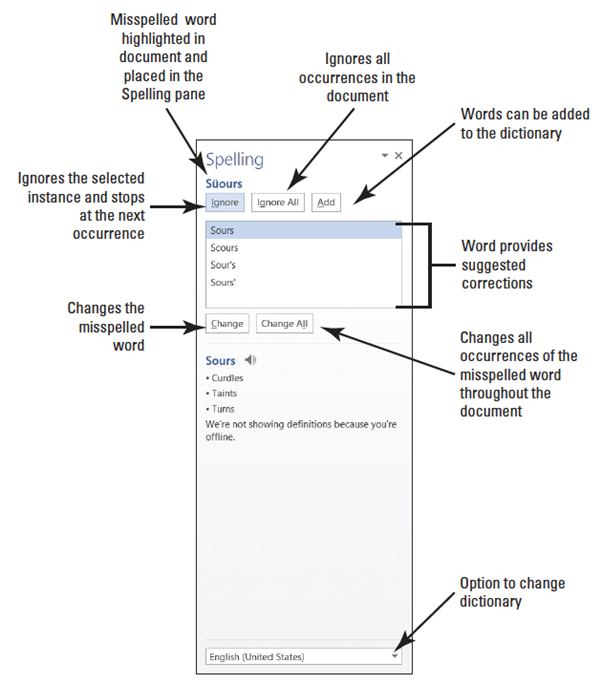 Misspelled word
highlighted in
document and
placed in the
Spelling pane
Ignores all
occurrences in the
document
Words can be added
to the dictionary
Ignores the selected
instance and stops
at the next
occurrence
Spelling
Süours
Ignore
Ignore All
Add
Sours
Scours
Sour's
Sours'
Word provides
suggested
corrections
Changes the
misspelled
word
Change
Change All
Changes all
occurrences of the
misspelled word
throughout the
document
Sours
• Curdles
• Taints
• Turns
We're not showing definitions because you're
offline.
Option to change
dictionary
English (United States)